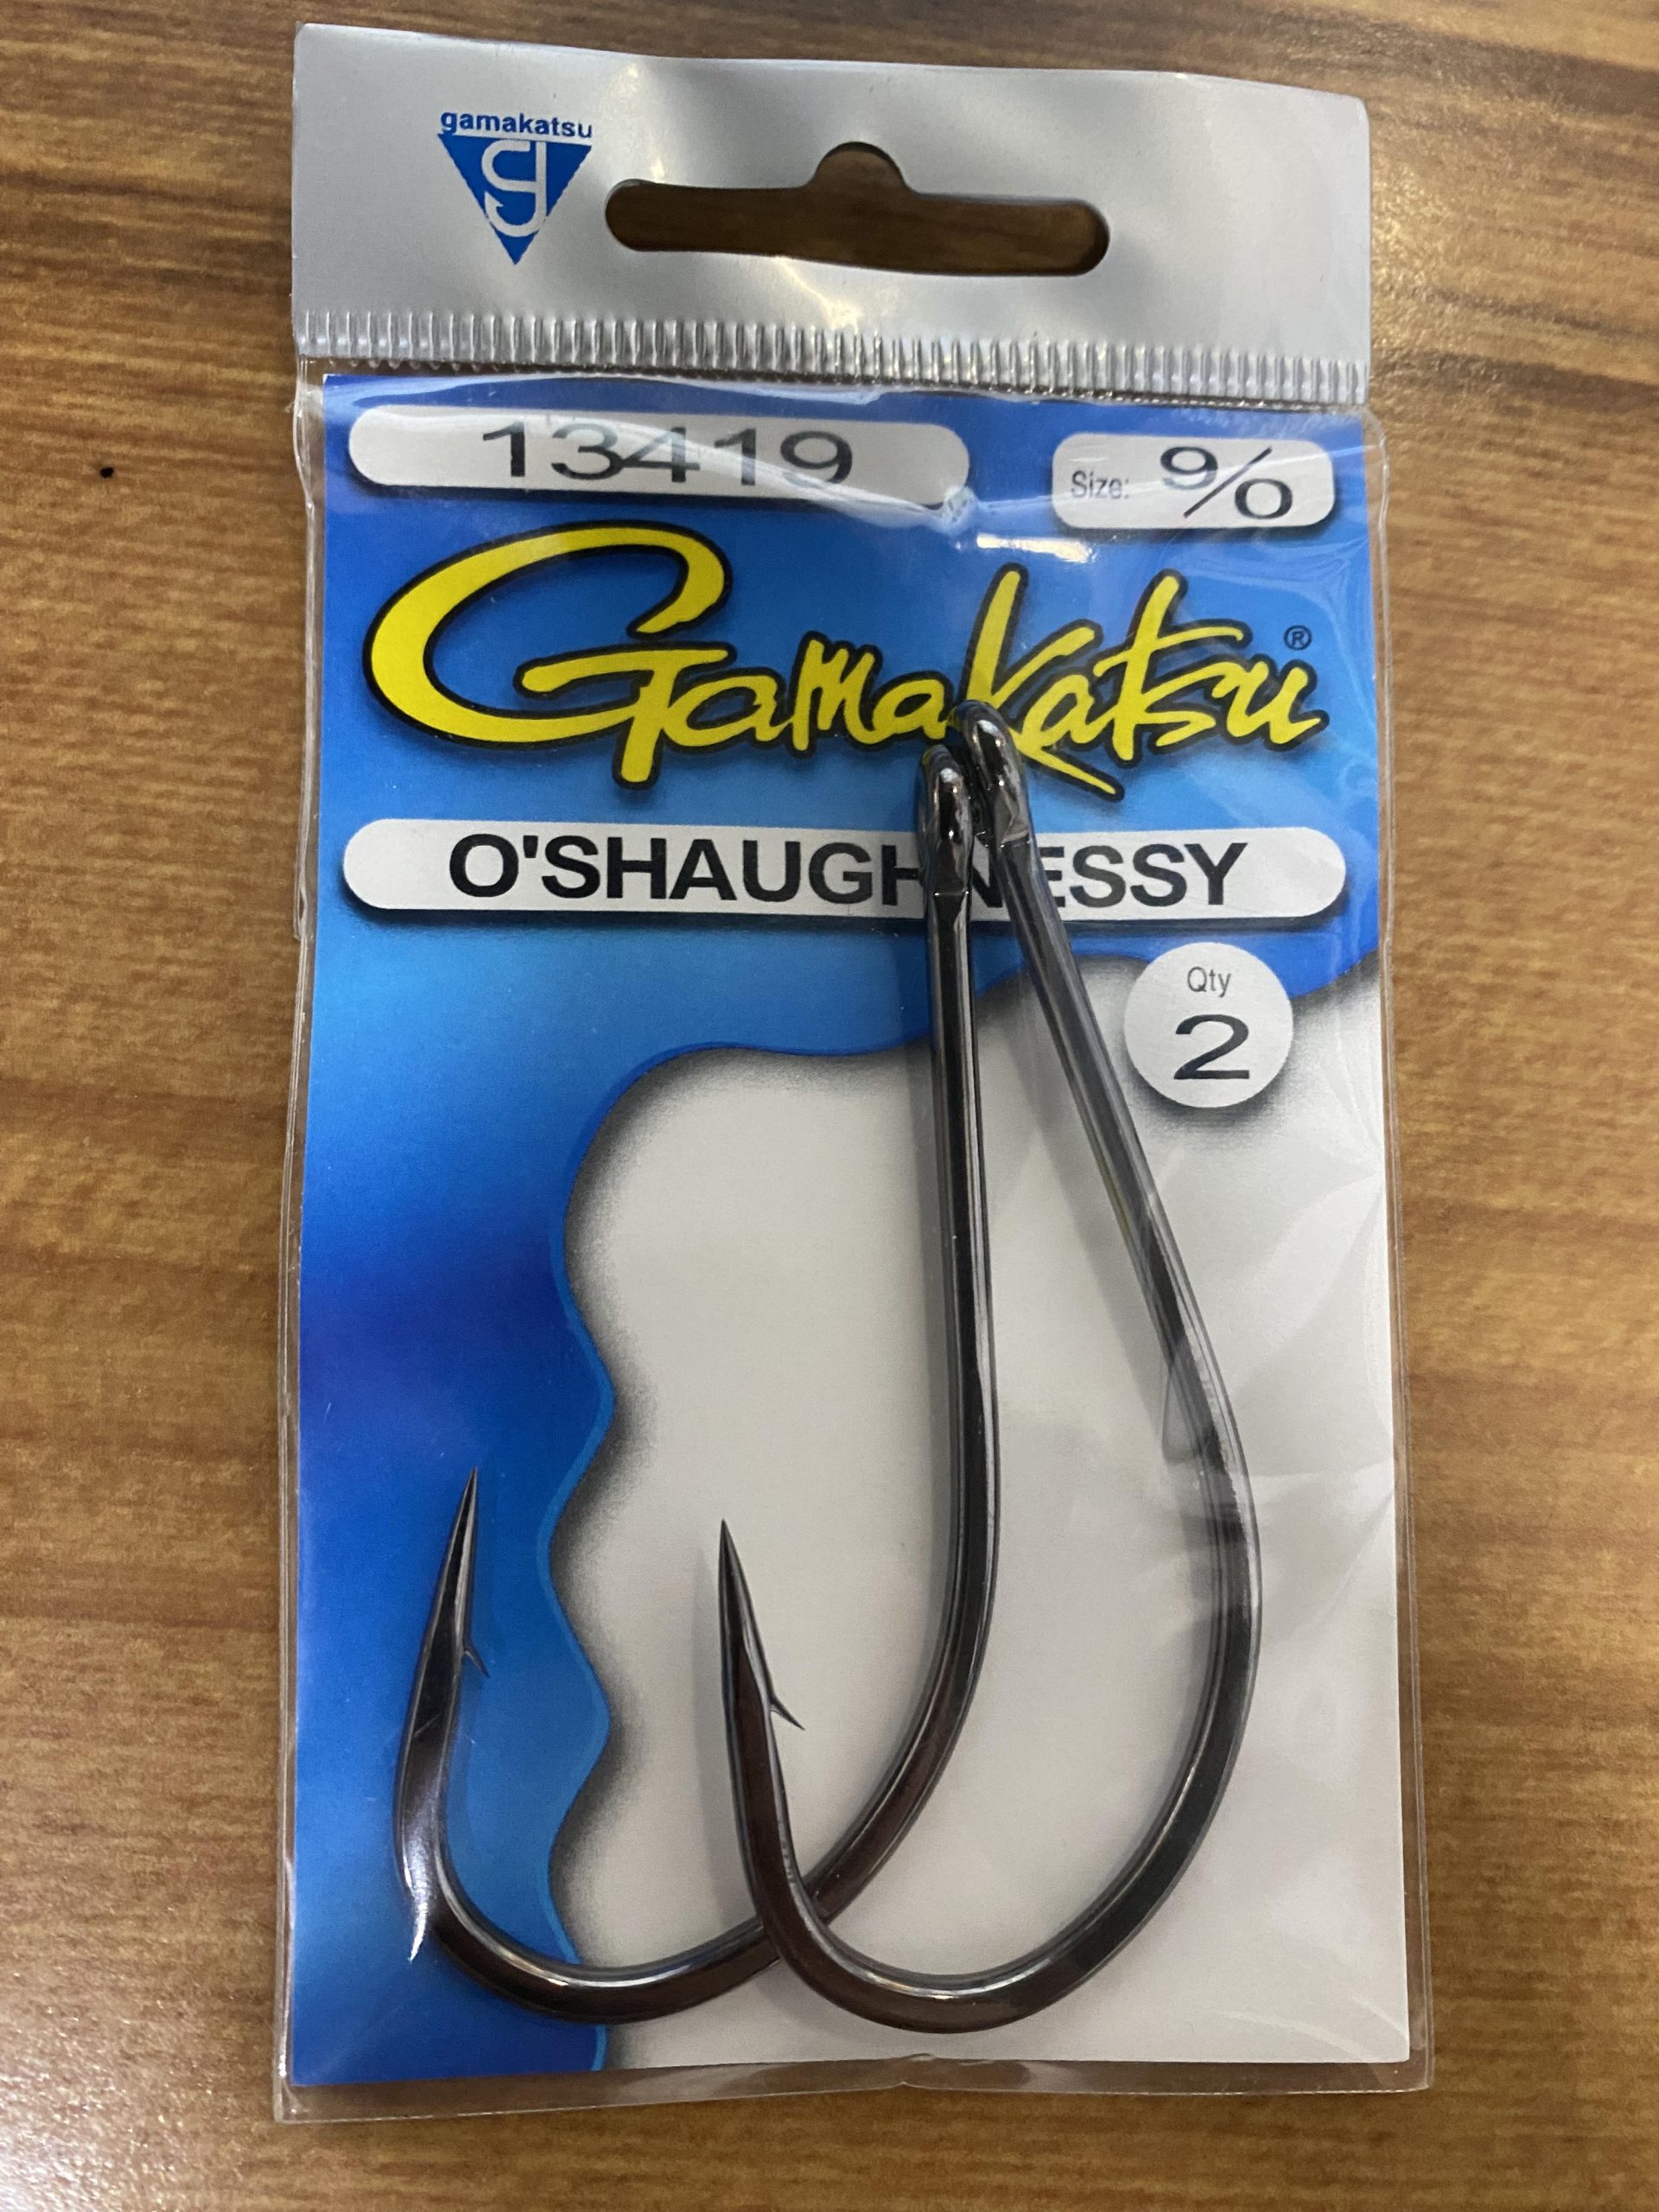 gamakatsu
13419
Size: 9/0
Gamakatsu®
O'SHAUGHNESSY
Qty
2